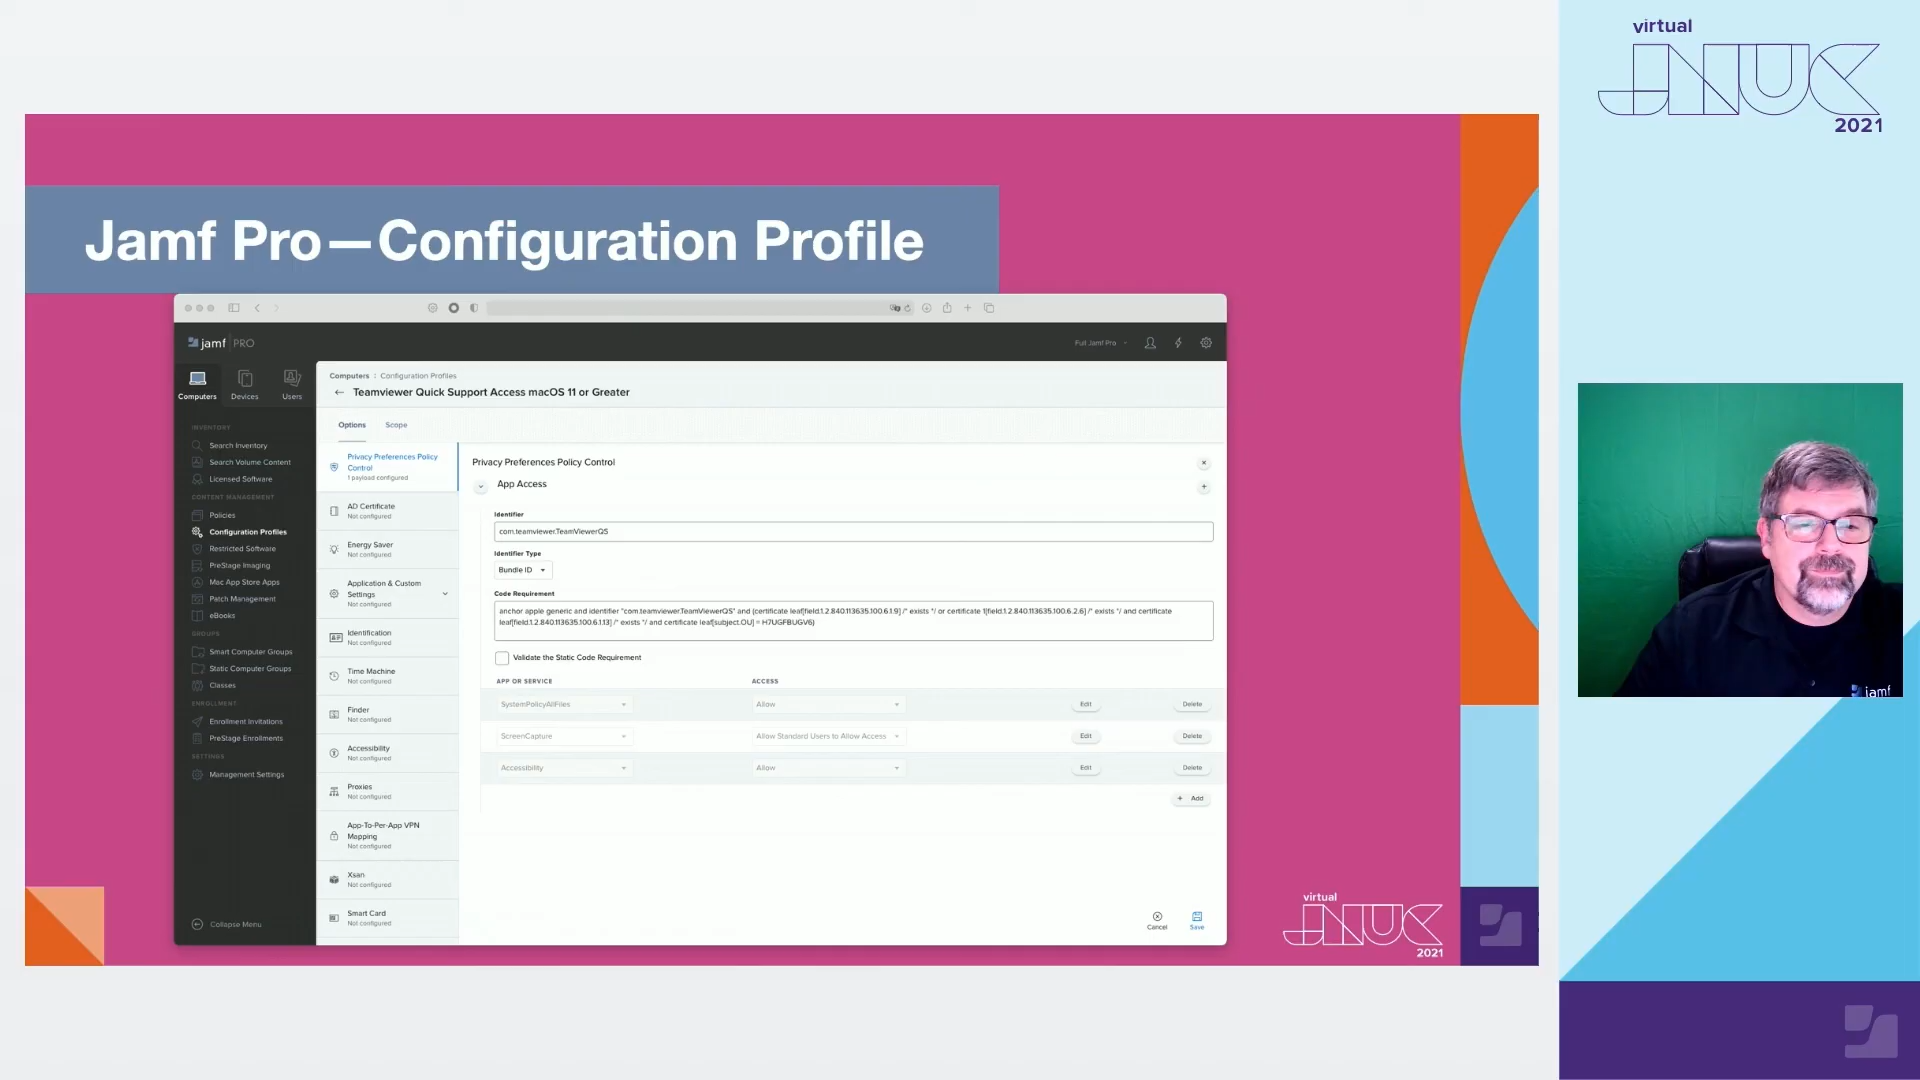 virtual
JNUC
2021
Jamf Pro—Configuration Profile
jamf PRO
Full Jamf Pro
Computers
Devices
Users
INVENTORY
Search Inventory
Search Volume Content
Licensed Software
CONTENT MANAGEMENT
Policies
Configuration Profiles
Restricted Software
PreStage Imaging
Mac App Store Apps
Patch Management
eBooks
GROUPS
Smart Computer Groups
Static Computer Groups
Classes
ENROLLMENT
Enrollment Invitations
PreStage Enrollments
SETTINGS
Management Settings
Collapse Menu
Computers : Configuration Profiles
← Teamviewer Quick Support Access macOS 11 or Greater
Options
Scope
Privacy Preferences Policy
Control
1 payload configured
AD Certificate
Not configured
Energy Saver
Not configured
Application & Custom
Settings
Not configured
Identification
Not configured
Time Machine
Not configured
Finder
Not configured
Accessibility
Not configured
Proxies
Not configured
App-To-Per-App VPN
Mapping
Not configured
Xsan
Not configured
Smart Card
Not configured
Privacy Preferences Policy Control
App Access
Identifier
com.teamviewer.TeamViewerQS
Identifier Type
Bundle ID
Code Requirement
anchor apple generic and identifier "com.teamviewer.TeamViewerQS" and (certificate leaf[field.1.2.840.113635.100.6.1.9] /* exists */ or certificate 1[field.1.2.840.113635.100.6.2.6] /* exists */ and certificate
leaf[field.1.2.840.113635.100.6.1.13] /* exists */ and certificate leaf[subject.OU] = H7UGFBUGV6)
Validate the Static Code Requirement
APP OR SERVICE ACCESS
SystemPolicyAllFiles Allow Edit Delete
ScreenCapture Allow Standard Users to Allow Access Edit Delete
Accessibility Allow Edit Delete
+ Add
Cancel
Save
virtual
JNUC
2021
jamf